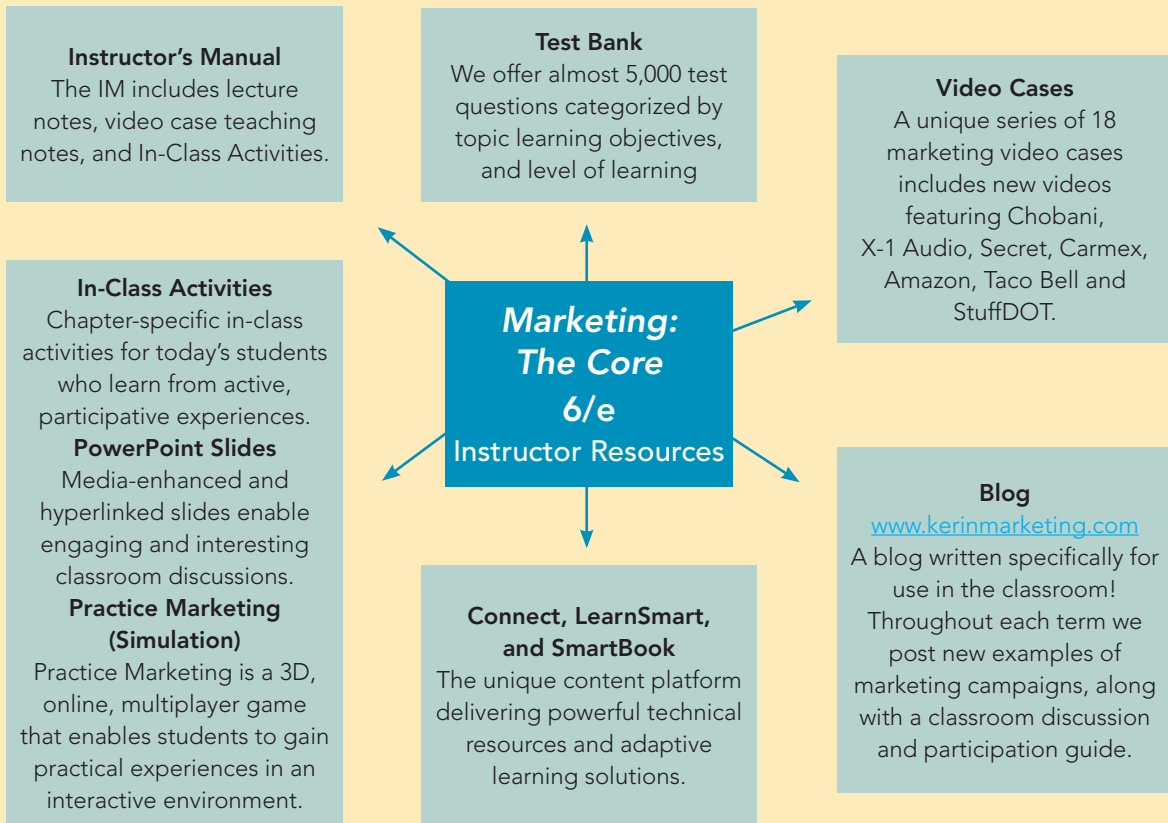 Instructor's Manual
The IM includes lecture
notes, video case teaching
notes, and In-Class Activities.
Test Bank
We offer almost 5,000 test
questions categorized by
topic learning objectives,
and level of learning
Video Cases
A unique series of 18
marketing video cases
includes new videos
featuring Chobani,
X-1 Audio, Secret, Carmex,
Amazon, Taco Bell and
StuffDOT.
In-Class Activities
Chapter-specific in-class
activities for today's students
who learn from active,
participative experiences.
PowerPoint Slides
Media-enhanced and
hyperlinked slides enable
engaging and interesting
classroom discussions.
Practice Marketing
(Simulation)
Practice Marketing is a 3D,
online, multiplayer game
that enables students to gain
practical experiences in an
interactive environment.
Marketing:
The Core
6/e
Instructor Resources
Connect, LearnSmart,
and SmartBook
The unique content platform
delivering powerful technical
resources and adaptive
learning solutions.
Blog
www.kerinmarketing.com
A blog written specifically for
use in the classroom!
Throughout each term we
post new examples of
marketing campaigns, along
with a classroom discussion
and participation guide.